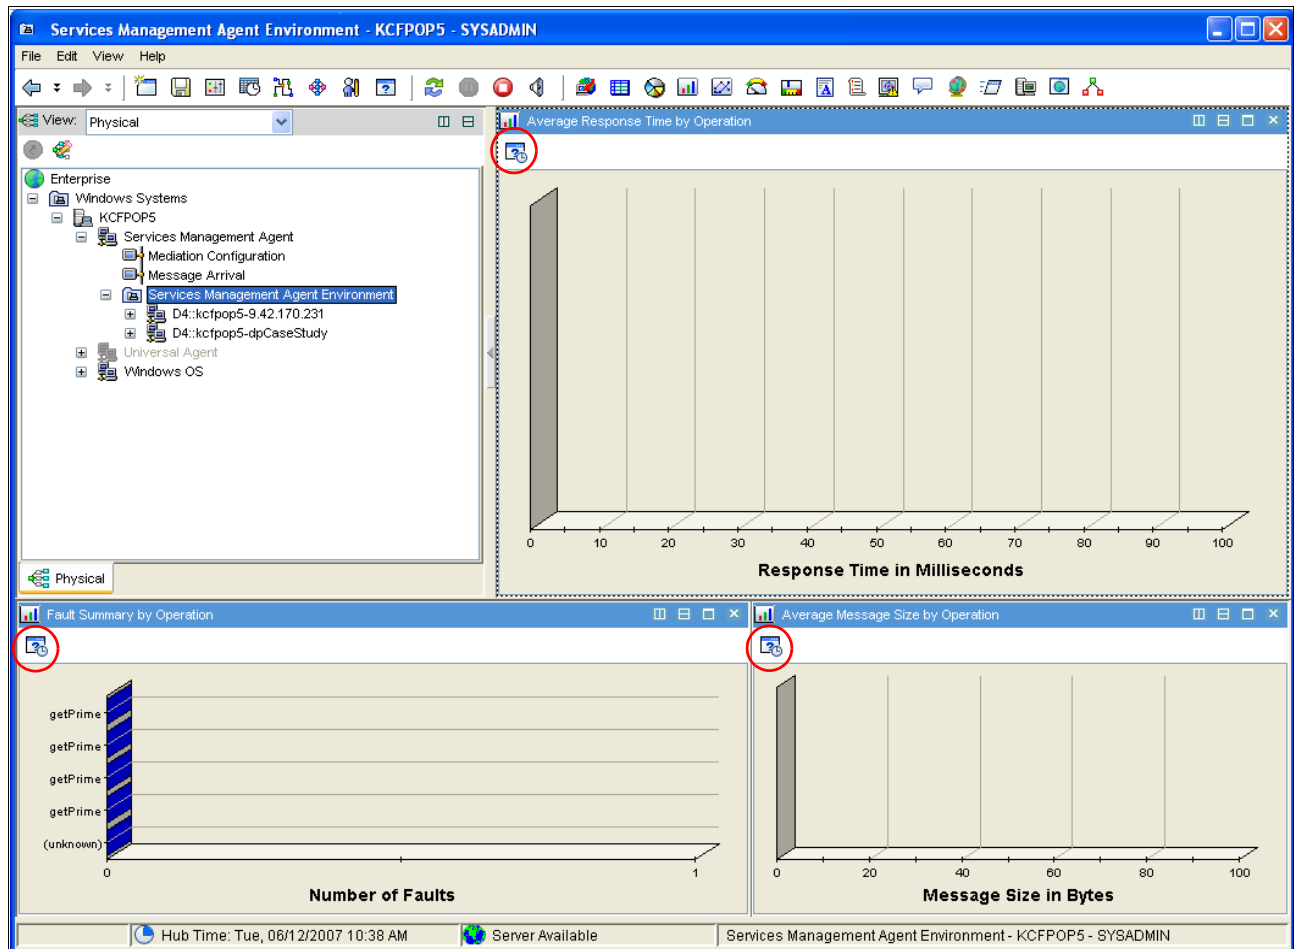 Services Management Agent Environment - KCFPOP5 - SYSADMIN
File Edit View Help
View: Physical
Enterprise
Windows Systems
KCFPOP5
Services Management Agent
Mediation Configuration
Message Arrival
Services Management Agent Environment
D4::kcfpop5-9.42.170.231
D4::kcfpop5-dpCaseStudy
Universal Agent
Windows OS
Physical
Average Response Time by Operation
0 10 20 30 40 50 60 70 80 90 100
Response Time in Milliseconds
Fault Summary by Operation
getPrime
getPrime
getPrime
getPrime
(unknown)
0 1
Number of Faults
Average Message Size by Operation
0 20 40 60 80 100
Message Size in Bytes
Hub Time: Tue, 06/12/2007 10:38 AM
Server Available
Services Management Agent Environment - KCFPOP5 - SYSADMIN